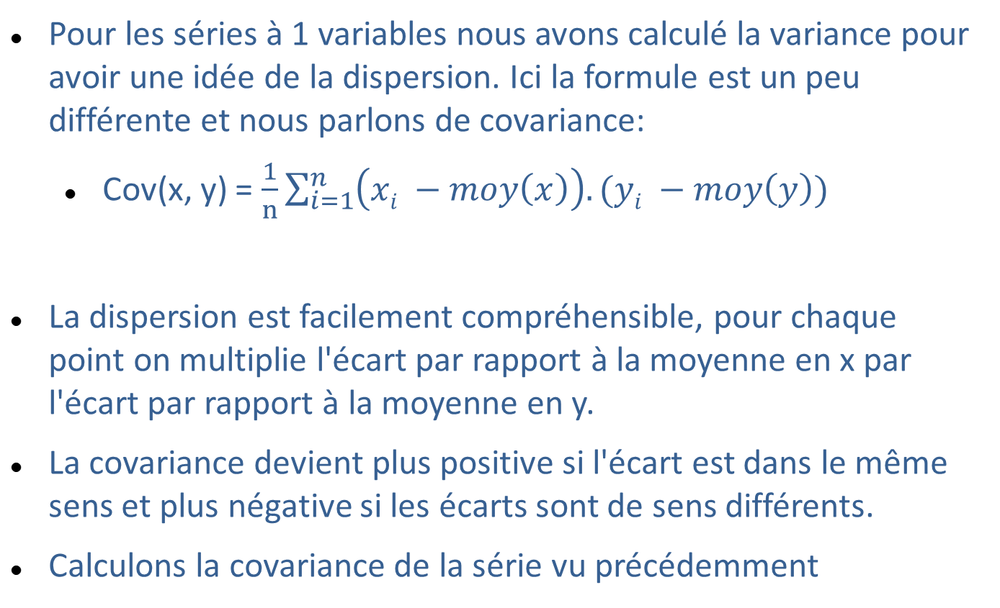 • Pour les séries à 1 variables nous avons calculé la variance pour
avoir une idée de la dispersion. Ici la formule est un peu
différente et nous parlons de covariance:
• Cov(x, y) = \frac{1}{n} \sum_{i=1}^{n} (x_i − moy(x)).(y_i − moy(y))
• La dispersion est facilement compréhensible, pour chaque
point on multiplie l'écart par rapport à la moyenne en x par
l'écart par rapport à la moyenne en y.
• La covariance devient plus positive si l'écart est dans le même
sens et plus négative si les écarts sont de sens différents.
• Calculons la covariance de la série vu précédemment